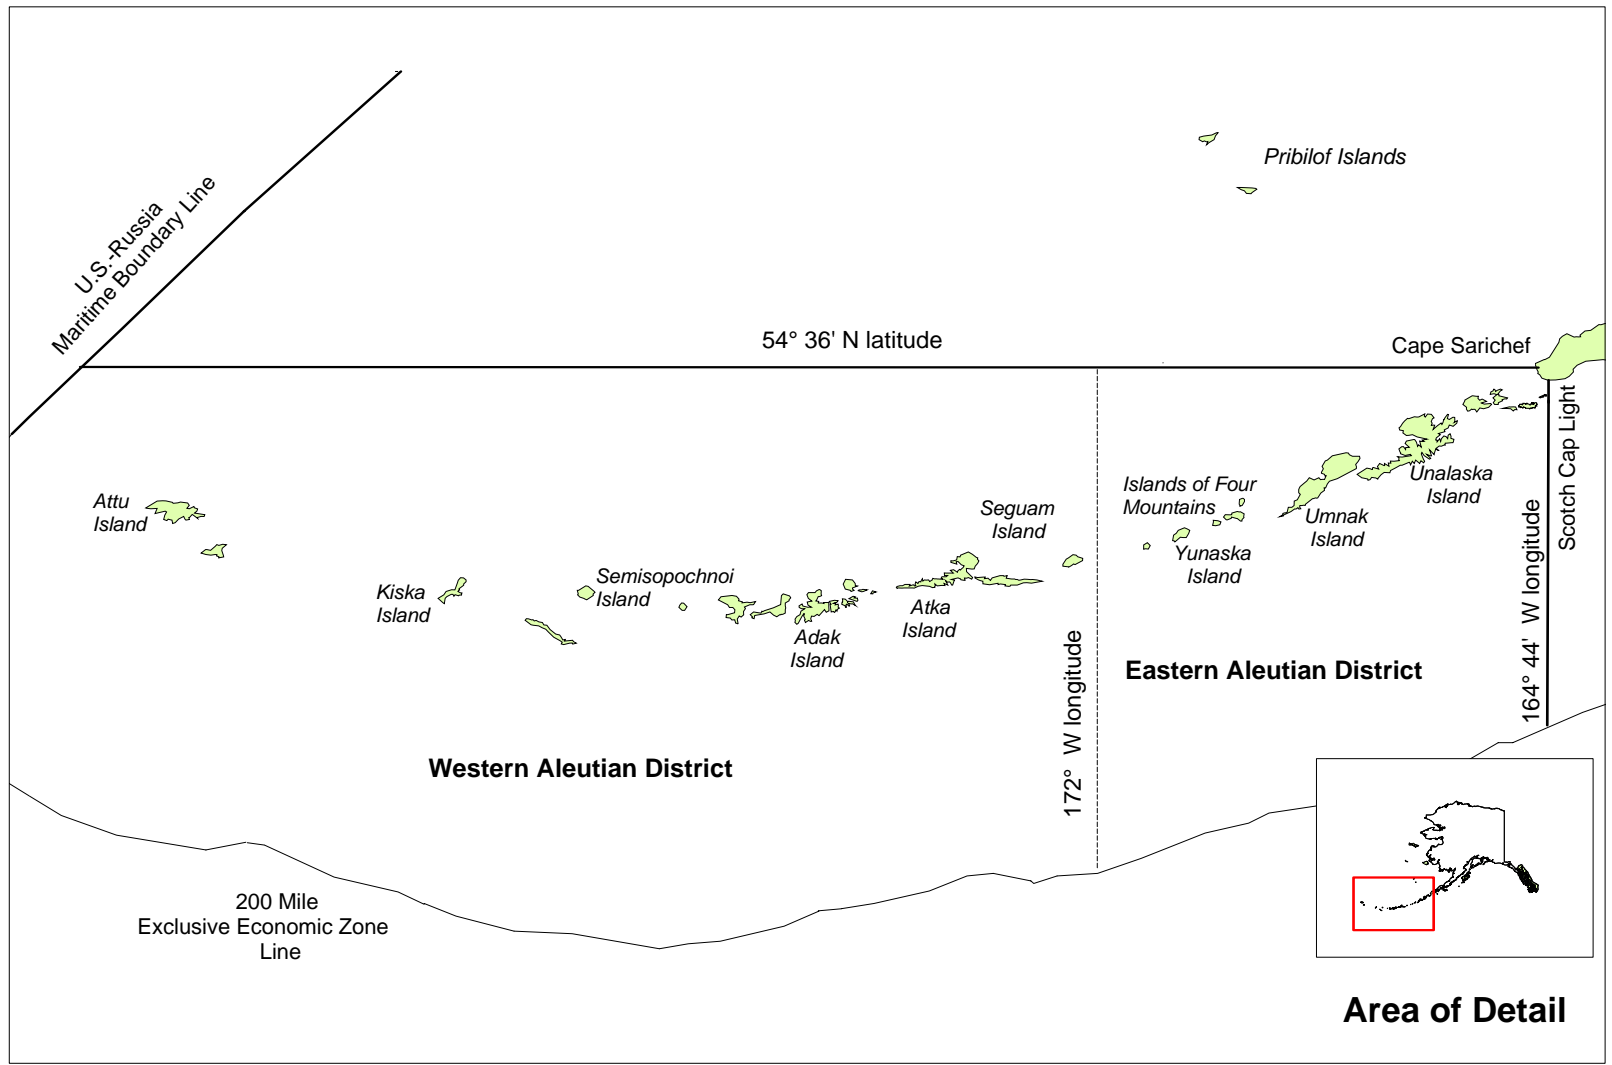 Pribilof Islands
U.S.-Russia
Maritime Boundary Line
54° 36' N latitude
Cape Sarichef
Scotch Cap Light
Attu
Island
Kiska
Island
Semisopochnoi
Island
Adak
Island
Atka
Island
Seguam
Island
Islands of Four
Mountains
Yunaska
Island
Umnak
Island
Unalaska
Island
172° W longitude
164° 44' W longitude
Eastern Aleutian District
Western Aleutian District
200 Mile
Exclusive Economic Zone
Line
Area of Detail